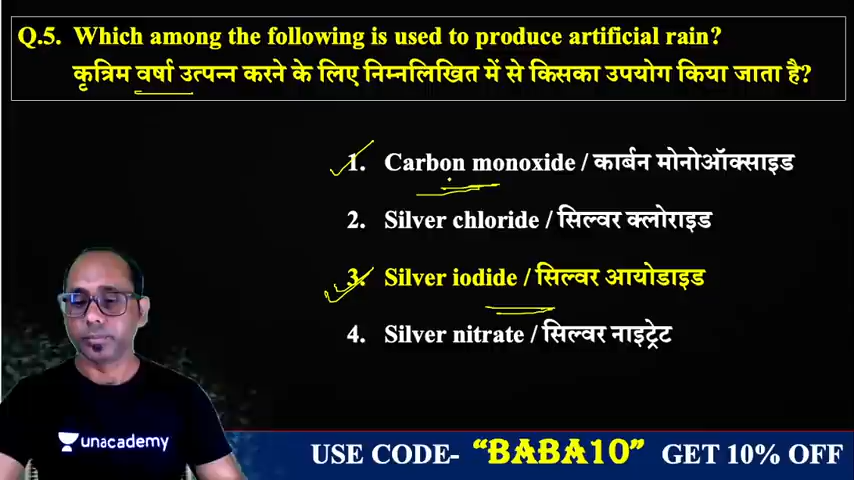 Q.5. Which among the following is used to produce artificial rain?
कृत्रिम वर्षा उत्पन्न करने के लिए निम्नलिखित में से किसका उपयोग किया जाता है?
1. Carbon monoxide / कार्बन मोनोऑक्साइड
2. Silver chloride / सिल्वर क्लोराइड
3. Silver iodide / सिल्वर आयोडाइड
4. Silver nitrate / सिल्वर नाइट्रेट
unacademy
USE CODE- “BABA10” GET 10% OFF